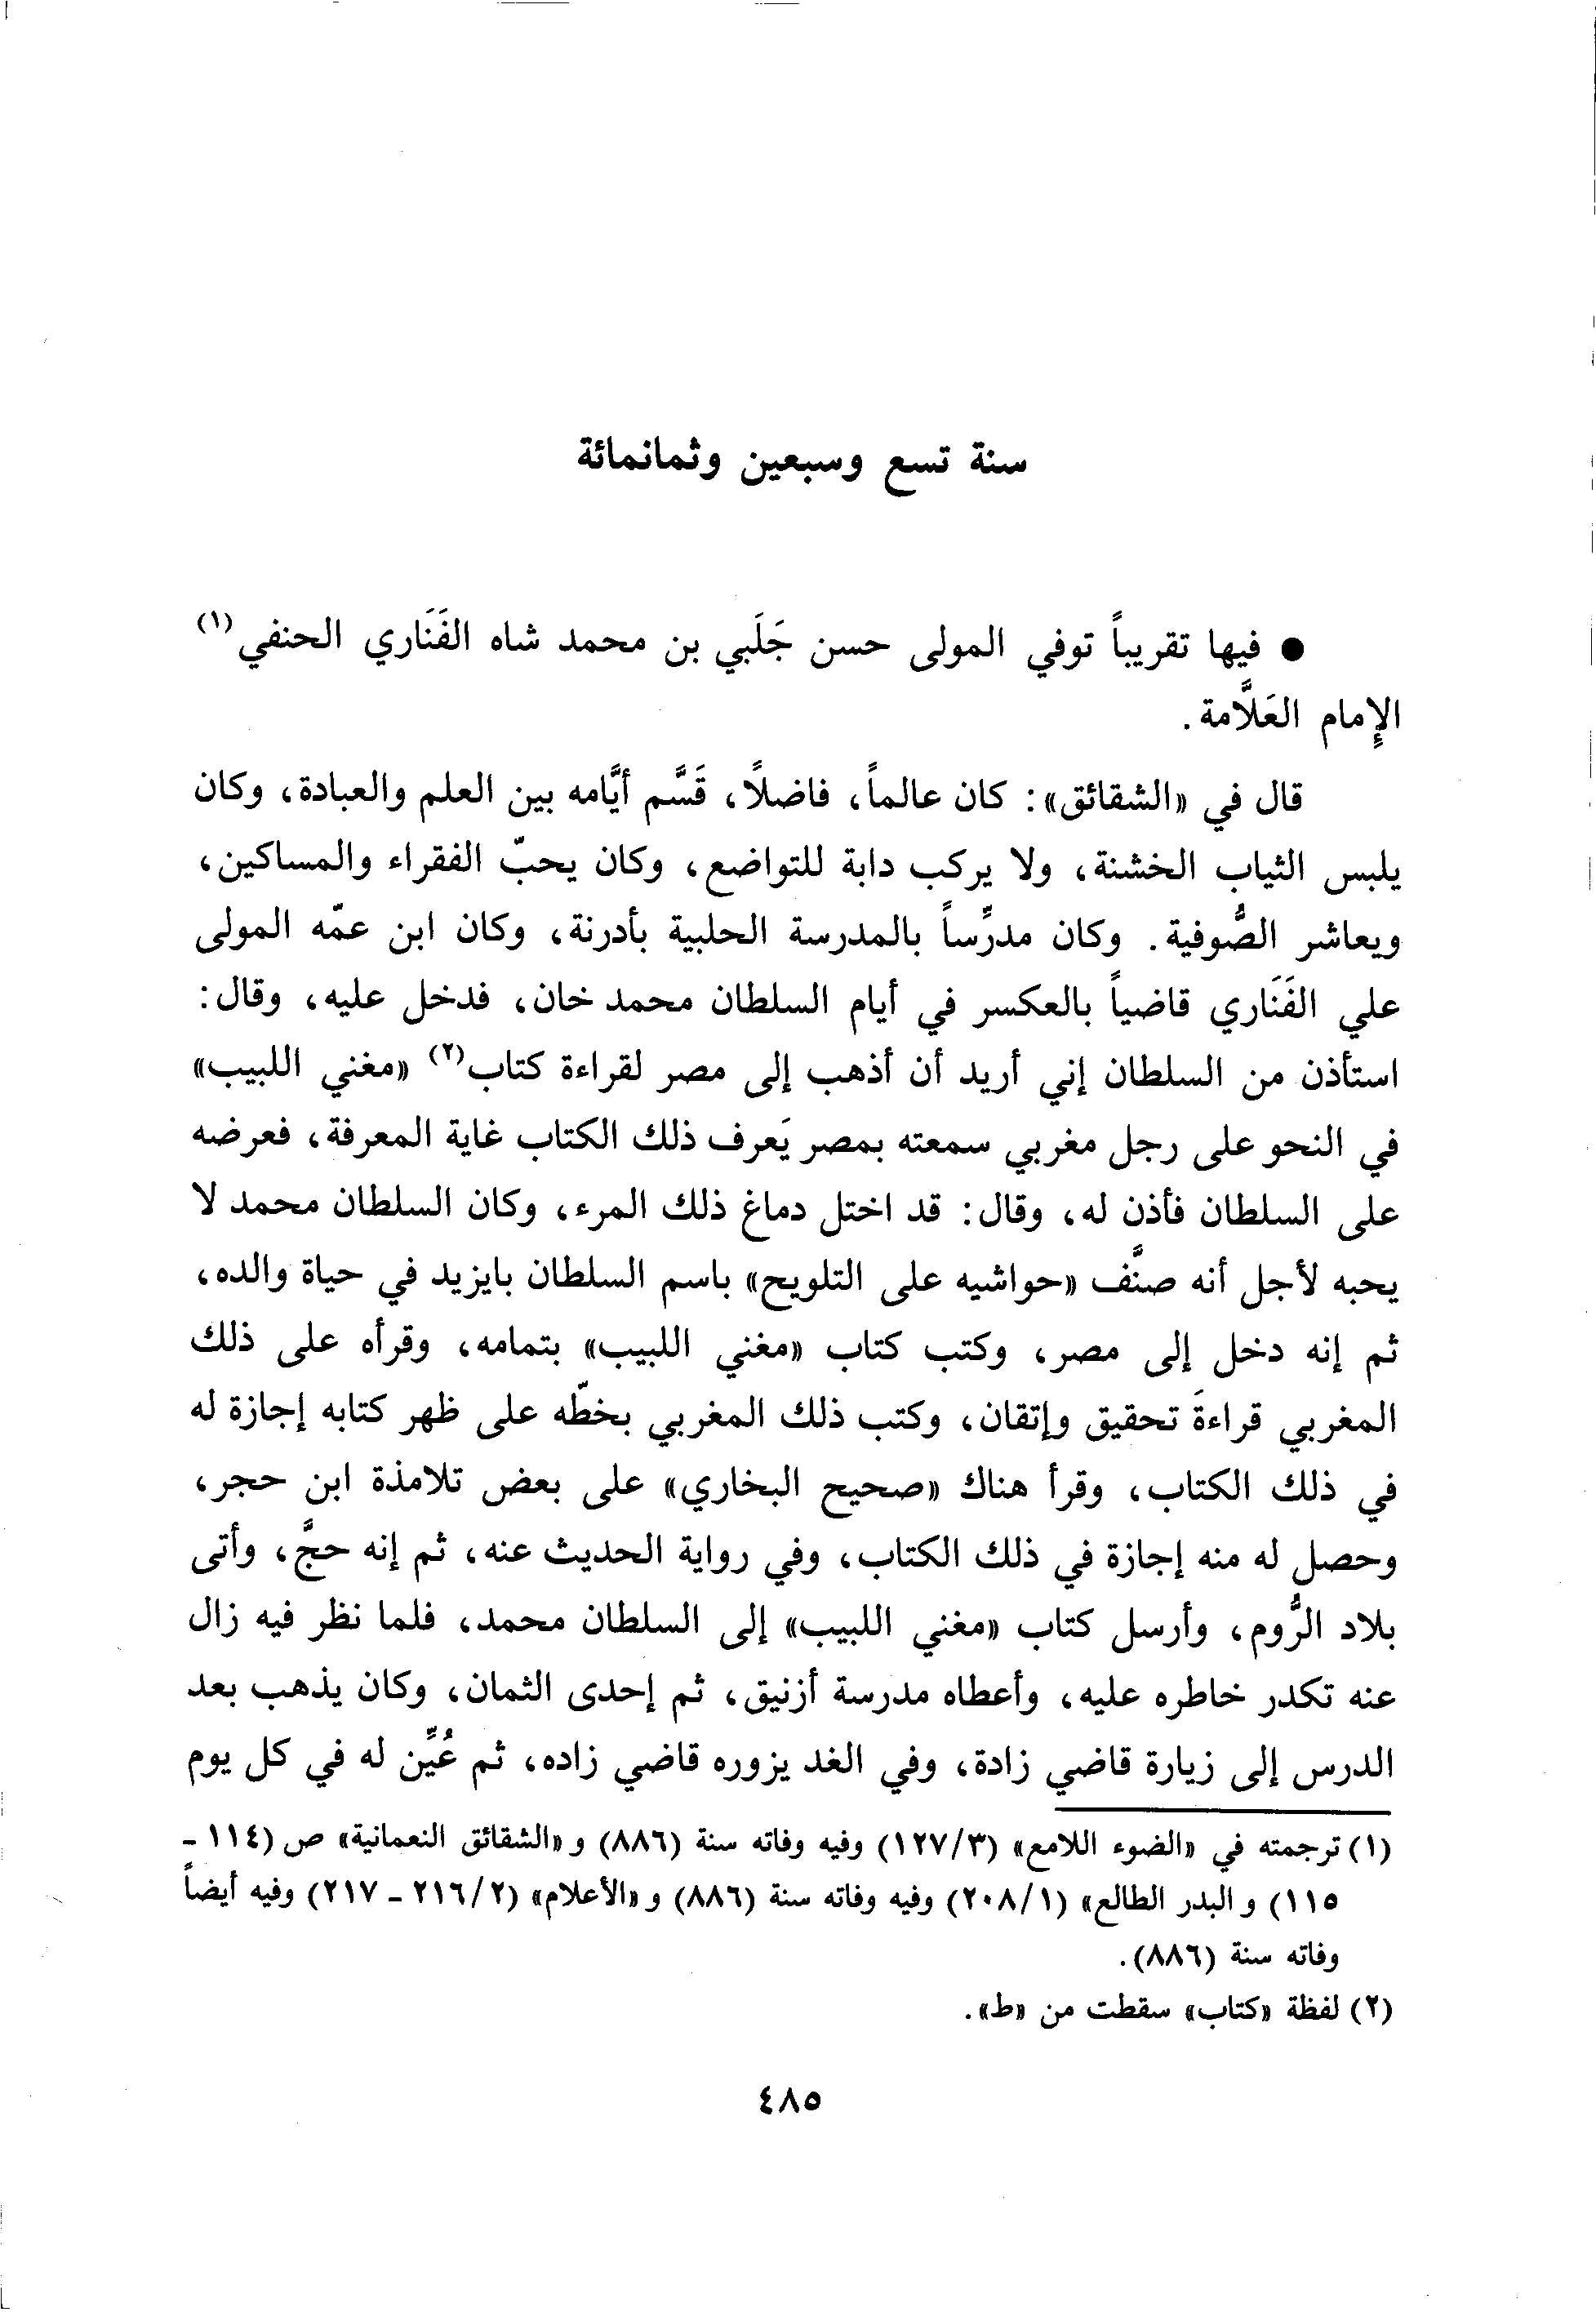 سنة تسع وسبعين وثمانمائة
● فيها تقريباً توفي المولى حسن جَلَبي بن محمد شاه الفَنَاري الحنفي(١)
الإِمام العَلاَّمة.
قال في «الشقائق»: كان عالماً، فاضلاً، قَسَّم أيَّامه بين العلم والعبادة، وكان
يلبس الثياب الخشنة، ولا يركب دابة للتواضع، وكان يحبّ الفقراء والمساكين،
ويعاشر الصُّوفية. وكان مدرِّساً بالمدرسة الحلبية بأدرنة، وكان ابن عمّه المولى
علي الفَنَاري قاضياً بالعكسر في أيام السلطان محمد خان، فدخل عليه، وقال:
استأذن من السلطان إني أريد أن أذهب إلى مصر لقراءة كتاب(٢) «مغني اللبيب»
في النحو على رجل مغربي سمعته بمصر يَعرف ذلك الكتاب غاية المعرفة، فعرضه
على السلطان فأذن له، وقال: قد اختل دماغ ذلك المرء، وكان السلطان محمد لا
يحبه لأجل أنه صنَّف «حواشيه على التلويح» باسم السلطان بايزيد في حياة والده،
ثم إنه دخل إلى مصر، وكتب كتاب «مغني اللبيب» بتمامه، وقرأه على ذلك
المغربي قراءةَ تحقيق وإتقان، وكتب ذلك المغربي بخطّه على ظهر كتابه إجازة له
في ذلك الكتاب، وقرأ هناك «صحيح البخاري» على بعض تلامذة ابن حجر،
وحصل له منه إجازة في ذلك الكتاب، وفي رواية الحديث عنه، ثم إنه حجَّ، وأتى
بلاد الرُّوم، وأرسل كتاب «مغني اللبيب» إلى السلطان محمد، فلما نظر فيه زال
عنه تكدر خاطره عليه، وأعطاه مدرسة أزنيق، ثم إحدى الثمان، وكان يذهب بعد
الدرس إلى زيارة قاضي زادة، وفي الغد يزوره قاضي زاده، ثم عُيِّن له في كل يوم
(١) ترجمته في «الضوء اللامع» (١٢٧/٣) وفيه وفاته سنة (٨٨٦) و «الشقائق النعمانية» ص (١١٤ -
١١٥) و البدر الطالع» (٢٠٨/١) وفيه وفاته سنة (٨٨٦) و «الأعلام» (٢١٦/٢ - ٢١٧) وفيه أيضاً
وفاته سنة (٨٨٦).
(٢) لفظة «كتاب» سقطت من «ط».
٤٨٥